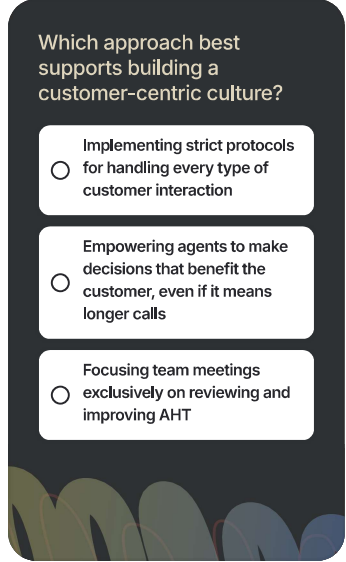 Which approach best
supports building a
customer-centric culture?
Implementing strict protocols
for handling every type of
customer interaction
Empowering agents to make
decisions that benefit the
customer, even if it means
longer calls
Focusing team meetings
exclusively on reviewing and
improving AHT